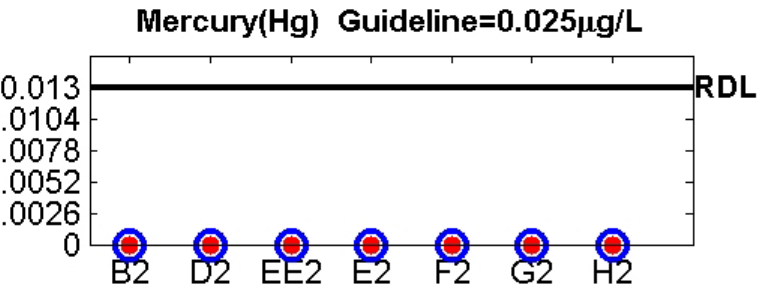 Mercury(Hg) Guideline=0.025μg/L
0.013
RDL
.0104
.0078
.0052
.0026
0
B2 D2 EE2 E2 F2 G2 H2